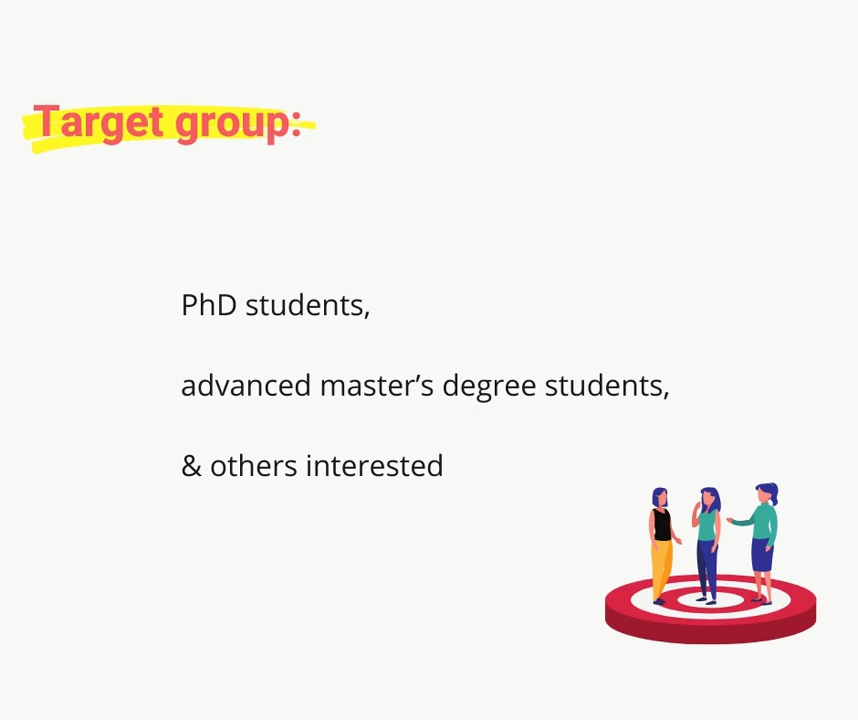 Target group:
PhD students,
advanced master’s degree students,
& others interested